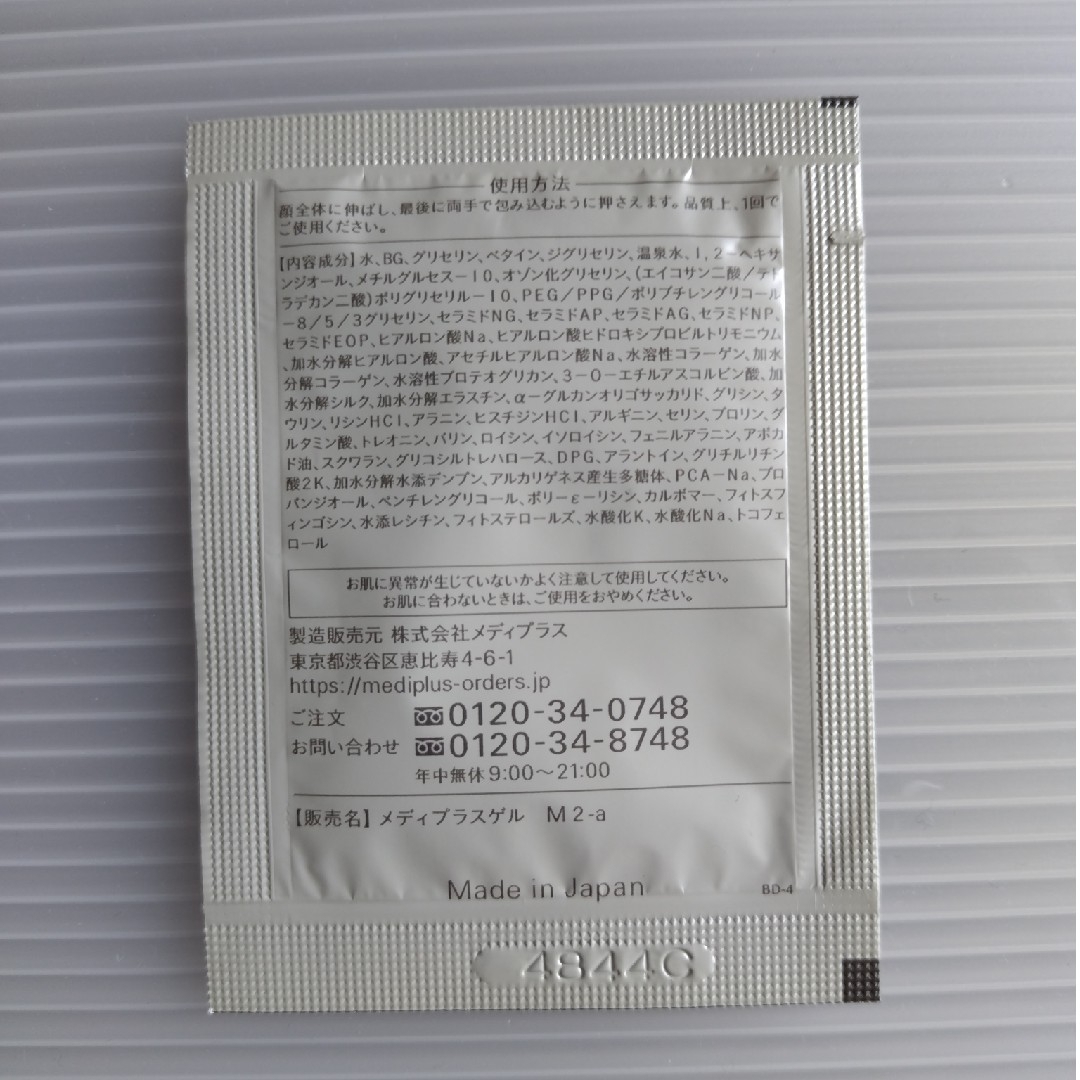 使用方法
顔全体に伸ばし、最後に両手で包み込むように押さえます。品質上、1回で
ご使用ください。
【内容成分】水、BG、グリセリン、ベタイン、ジグリセリン、温泉水、1,2-ヘキサ
ンジオール、メチルグルセス-10、オゾン化グリセリン、(エイコサン二酸/テト
ラデカン二酸)ポリグリセリル-10、PEG/PPG/ポリブチレングリコール
-8/5/3グリセリン、セラミドNG、セラミドAP、セラミドAG、セラミドNP、
セラミドEOP、ヒアルロン酸Na、ヒアルロン酸ヒドロキシプロピルトリモニウム
、加水分解ヒアルロン酸、アセチルヒアルロン酸Na、水溶性コラーゲン、加水
分解コラーゲン、水溶性プロテオグリカン、3-O-エチルアスコルビン酸、加
水分解シルク、加水分解エラスチン、α-グルカンオリゴサッカリド、グリシン、タ
ウリン、リシンHCl、アラニン、ヒスチジンHCl、アルギニン、セリン、プロリン、グ
ルタミン酸、トレオニン、バリン、ロイシン、イソロイシン、フェニルアラニン、アボカ
ド油、スクワラン、グリコシルトレハロース、DPG、アラントイン、グリチルリチン
酸2K、加水分解水添デンプン、アルカリゲネス産生多糖体、PCA-Na、プロ
パンジオール、ペンチレングリコール、ポリ-ε-リシン、カルボマー、フィトスフ
ィンゴシン、水添レシチン、フィトステロールズ、水酸化K、水酸化Na、トコフェ
ロール
お肌に異常が生じていないかよく注意して使用してください。
お肌に合わないときは、ご使用をおやめください。
製造販売元 株式会社メディプラス
東京都渋谷区恵比寿4-6-1
https://mediplus-orders.jp
ご注文 0120-34-0748
お問い合わせ 0120-34-8748
年中無休9:00～21:00
【販売名】メディプラスゲル M2-a
Made in Japan
BD-4
4844C